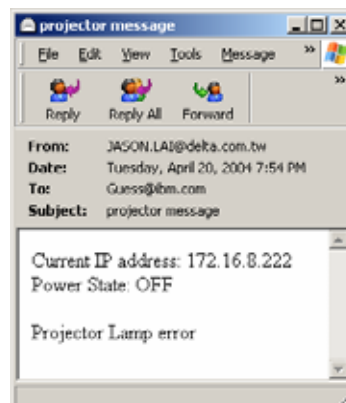 projector message
File Edit View Tools Message »
Reply Reply All Forward »
From: JASON.LAI@delta.com.tw
Date: Tuesday, April 20, 2004 7:54 PM
To: Guess@ibm.com
Subject: projector message
Current IP address: 172.16.8.222
Power State: OFF
Projector Lamp error